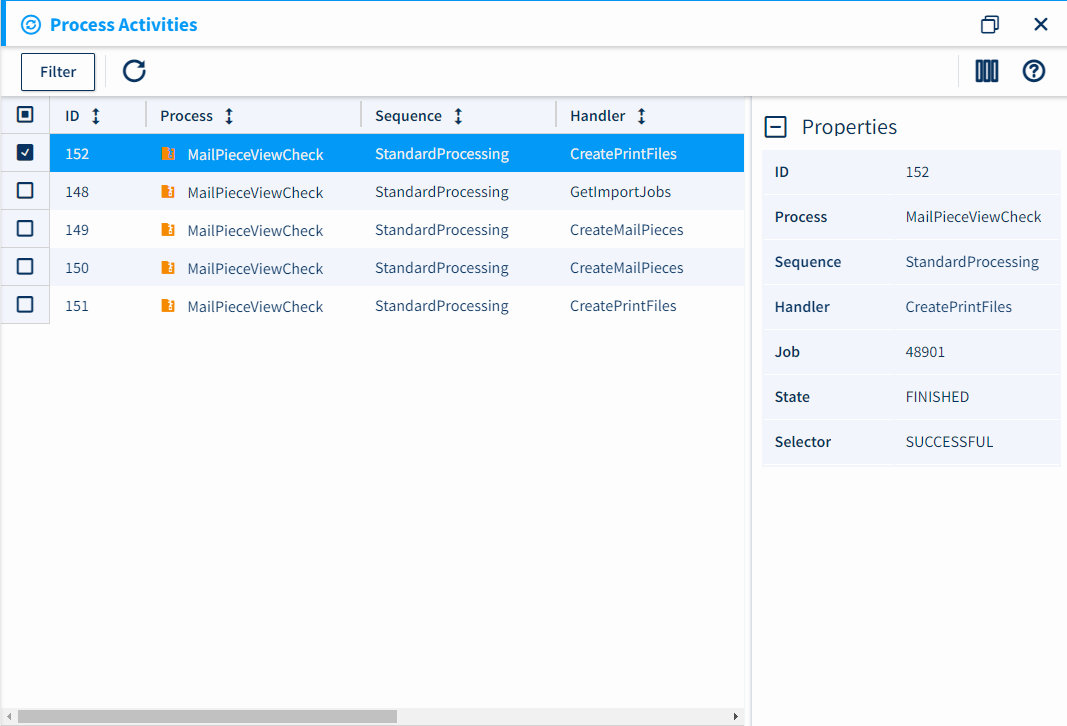 Process Activities
Filter
ID Process Sequence Handler
152 MailPieceViewCheck StandardProcessing CreatePrintFiles
148 MailPieceViewCheck StandardProcessing GetImportJobs
149 MailPieceViewCheck StandardProcessing CreateMailPieces
150 MailPieceViewCheck StandardProcessing CreateMailPieces
151 MailPieceViewCheck StandardProcessing CreatePrintFiles
Properties
ID 152
Process MailPieceViewCheck
Sequence StandardProcessing
Handler CreatePrintFiles
Job 48901
State FINISHED
Selector SUCCESSFUL